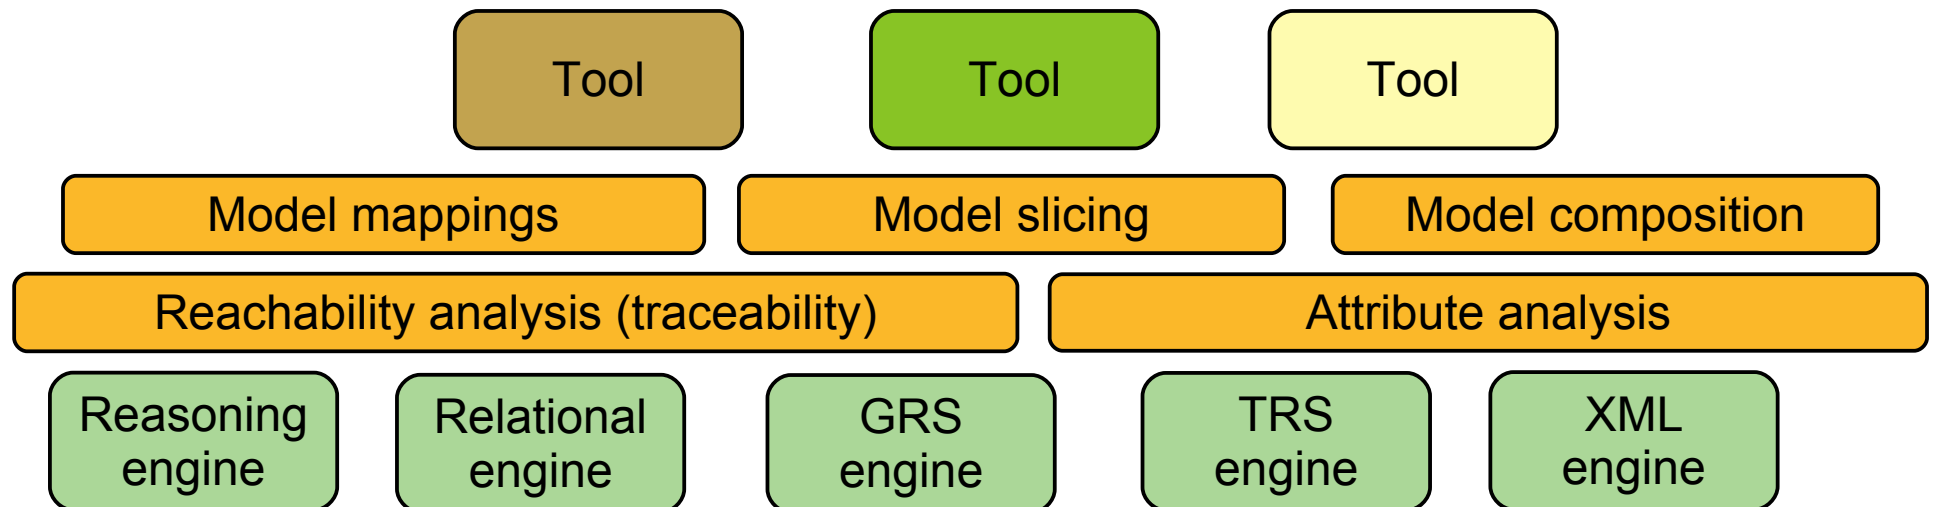 Tool
Tool
Tool
Model mappings
Model slicing
Model composition
Reachability analysis (traceability)
Attribute analysis
Reasoning
engine
Relational
engine
GRS
engine
TRS
engine
XML
engine